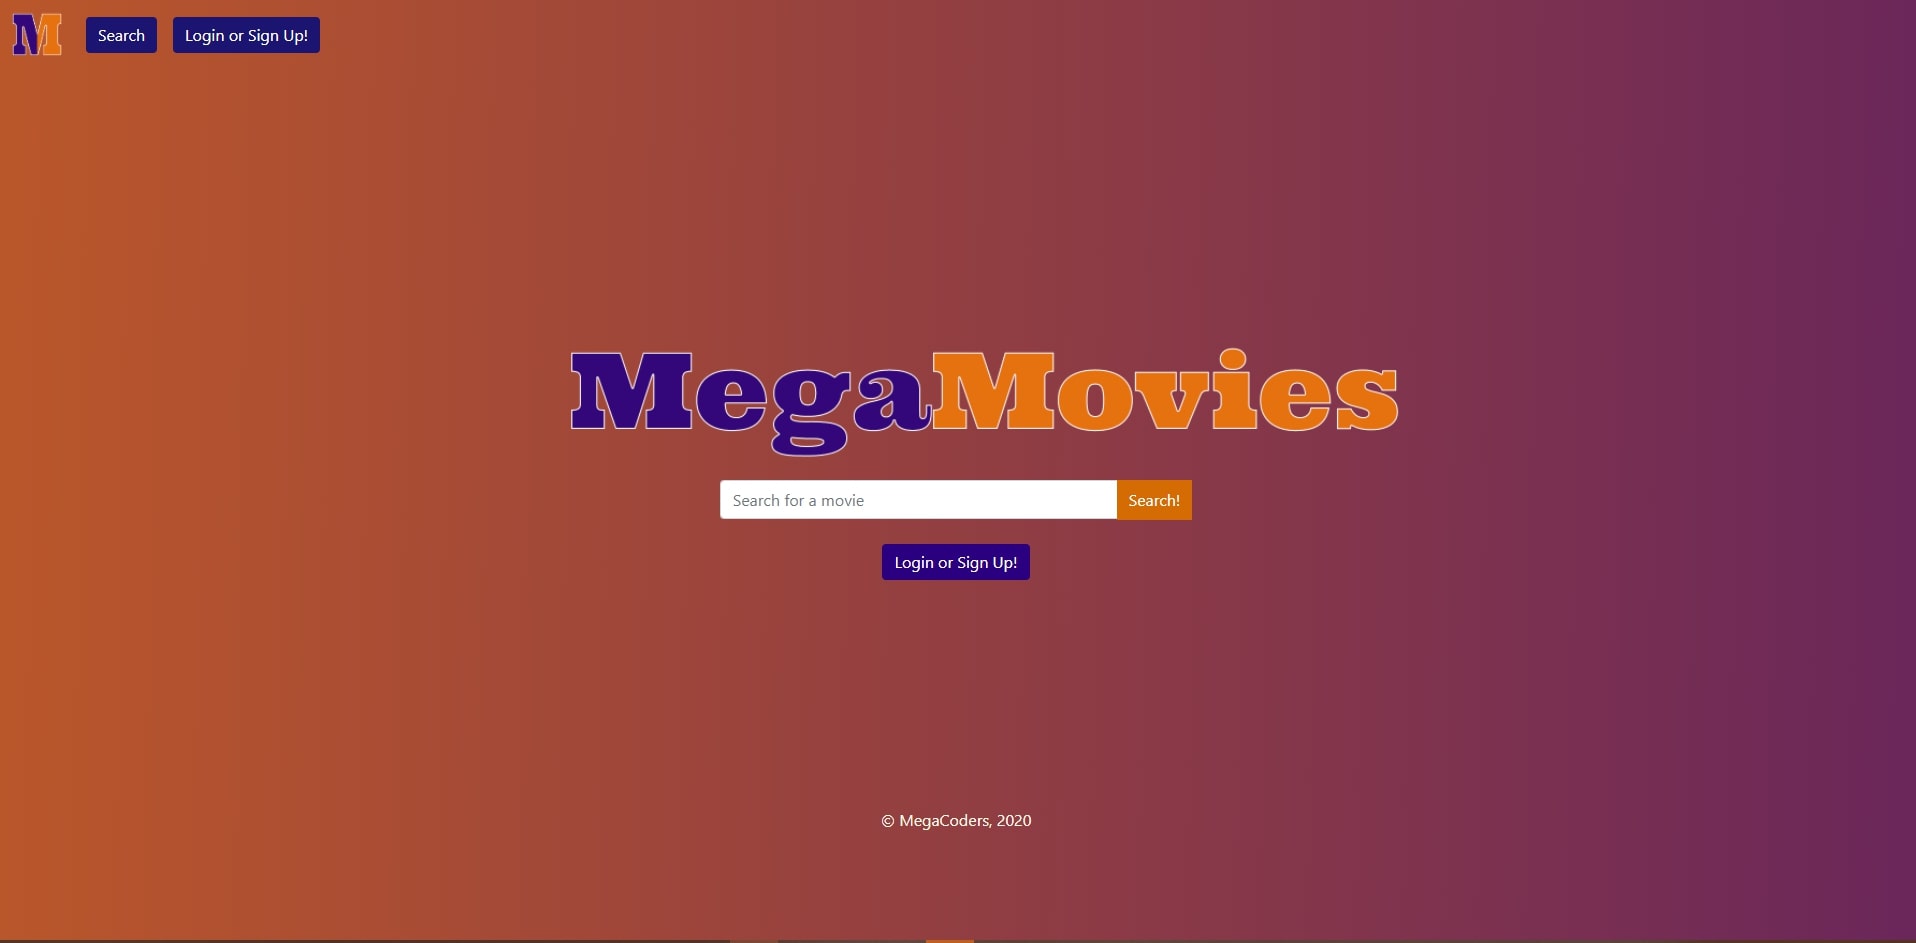 M Search Login or Sign Up!
MegaMovies
Search for a movie Search!
Login or Sign Up!
© MegaCoders, 2020